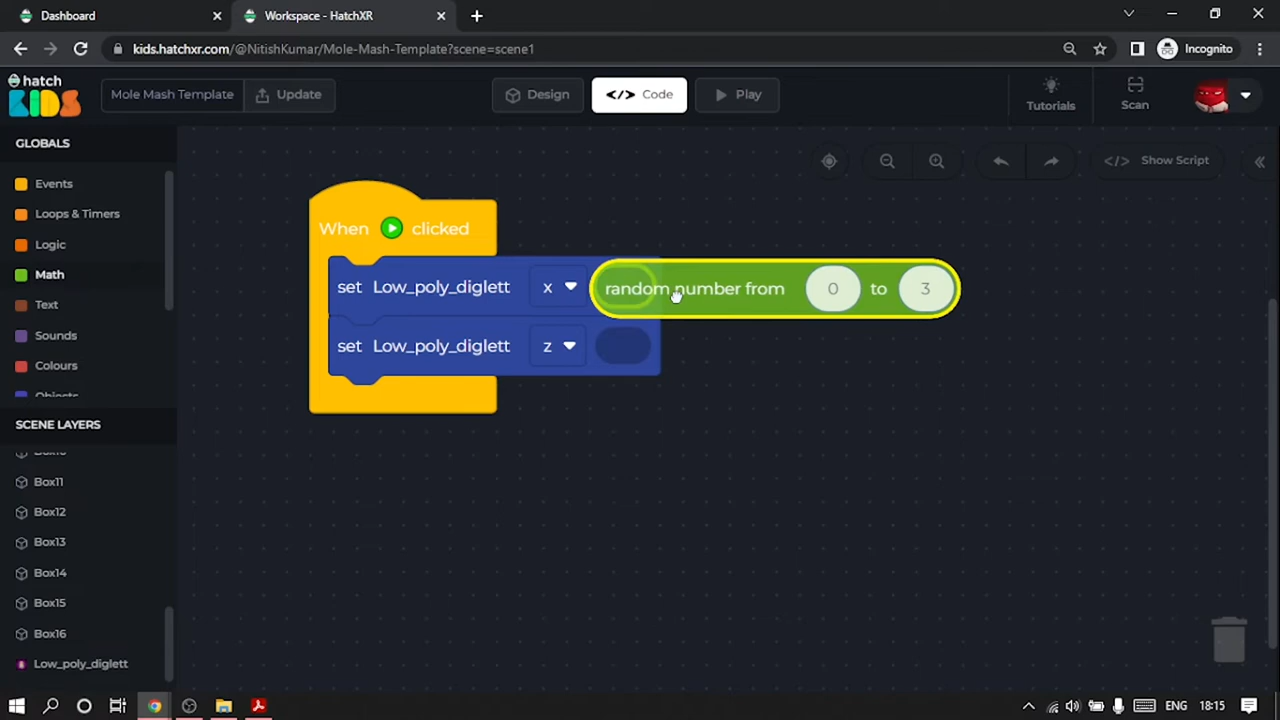 Dashboard
Workspace - HatchXR
kids.hatchxr.com/@NitishKumar/Mole-Mash-Template?scene=scene1
Incognito
hatch
KIDS
Mole Mash Template
Update
Design
</> Code
Play
Tutorials
Scan
GLOBALS
Events
Loops & Timers
Logic
Math
Text
Sounds
Colours
Objects
</> Show Script
When clicked
set Low_poly_diglett x random number from 0 to 3
set Low_poly_diglett z
SCENE LAYERS
Box10
Box11
Box12
Box13
Box14
Box15
Box16
Low_poly_diglett
ENG
18:15